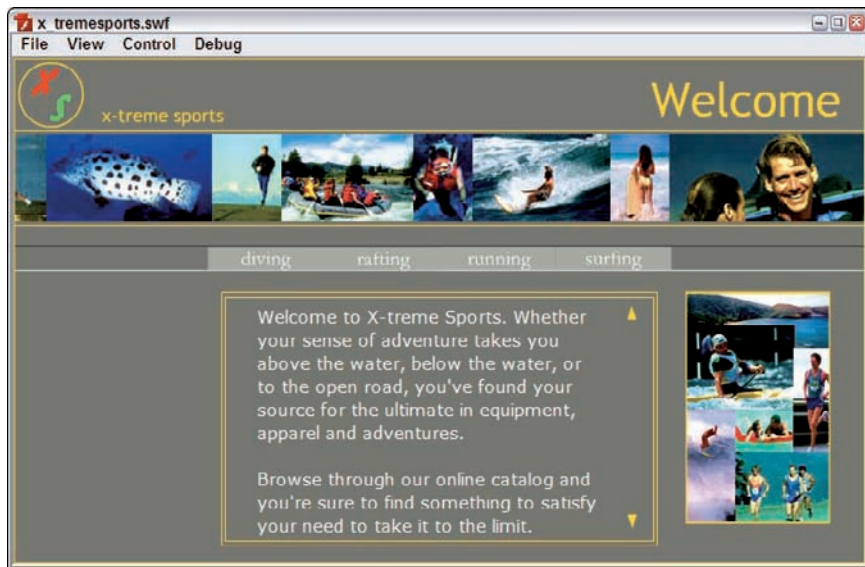 x_tremesports.swf
File View Control Debug
XS
x-treme sports
Welcome
diving rafting running surfing
Welcome to X-treme Sports. Whether
your sense of adventure takes you
above the water, below the water, or
to the open road, you've found your
source for the ultimate in equipment,
apparel and adventures.
Browse through our online catalog and
you're sure to find something to satisfy
your need to take it to the limit.